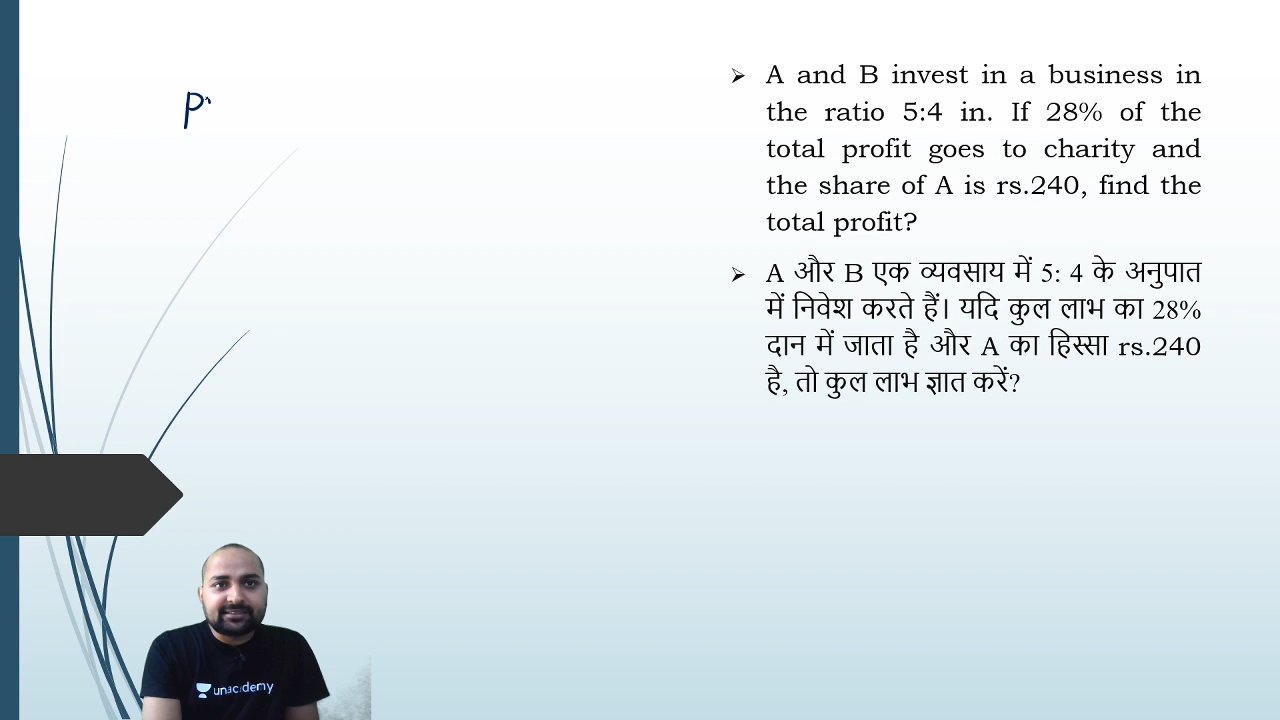 P
A and B invest in a business in
the ratio 5:4 in. If 28% of the
total profit goes to charity and
the share of A is rs.240, find the
total profit?
A और B एक व्यवसाय में 5: 4 के अनुपात
में निवेश करते हैं। यदि कुल लाभ का 28%
दान में जाता है और A का हिस्सा rs.240
है, तो कुल लाभ ज्ञात करें?
unacademy